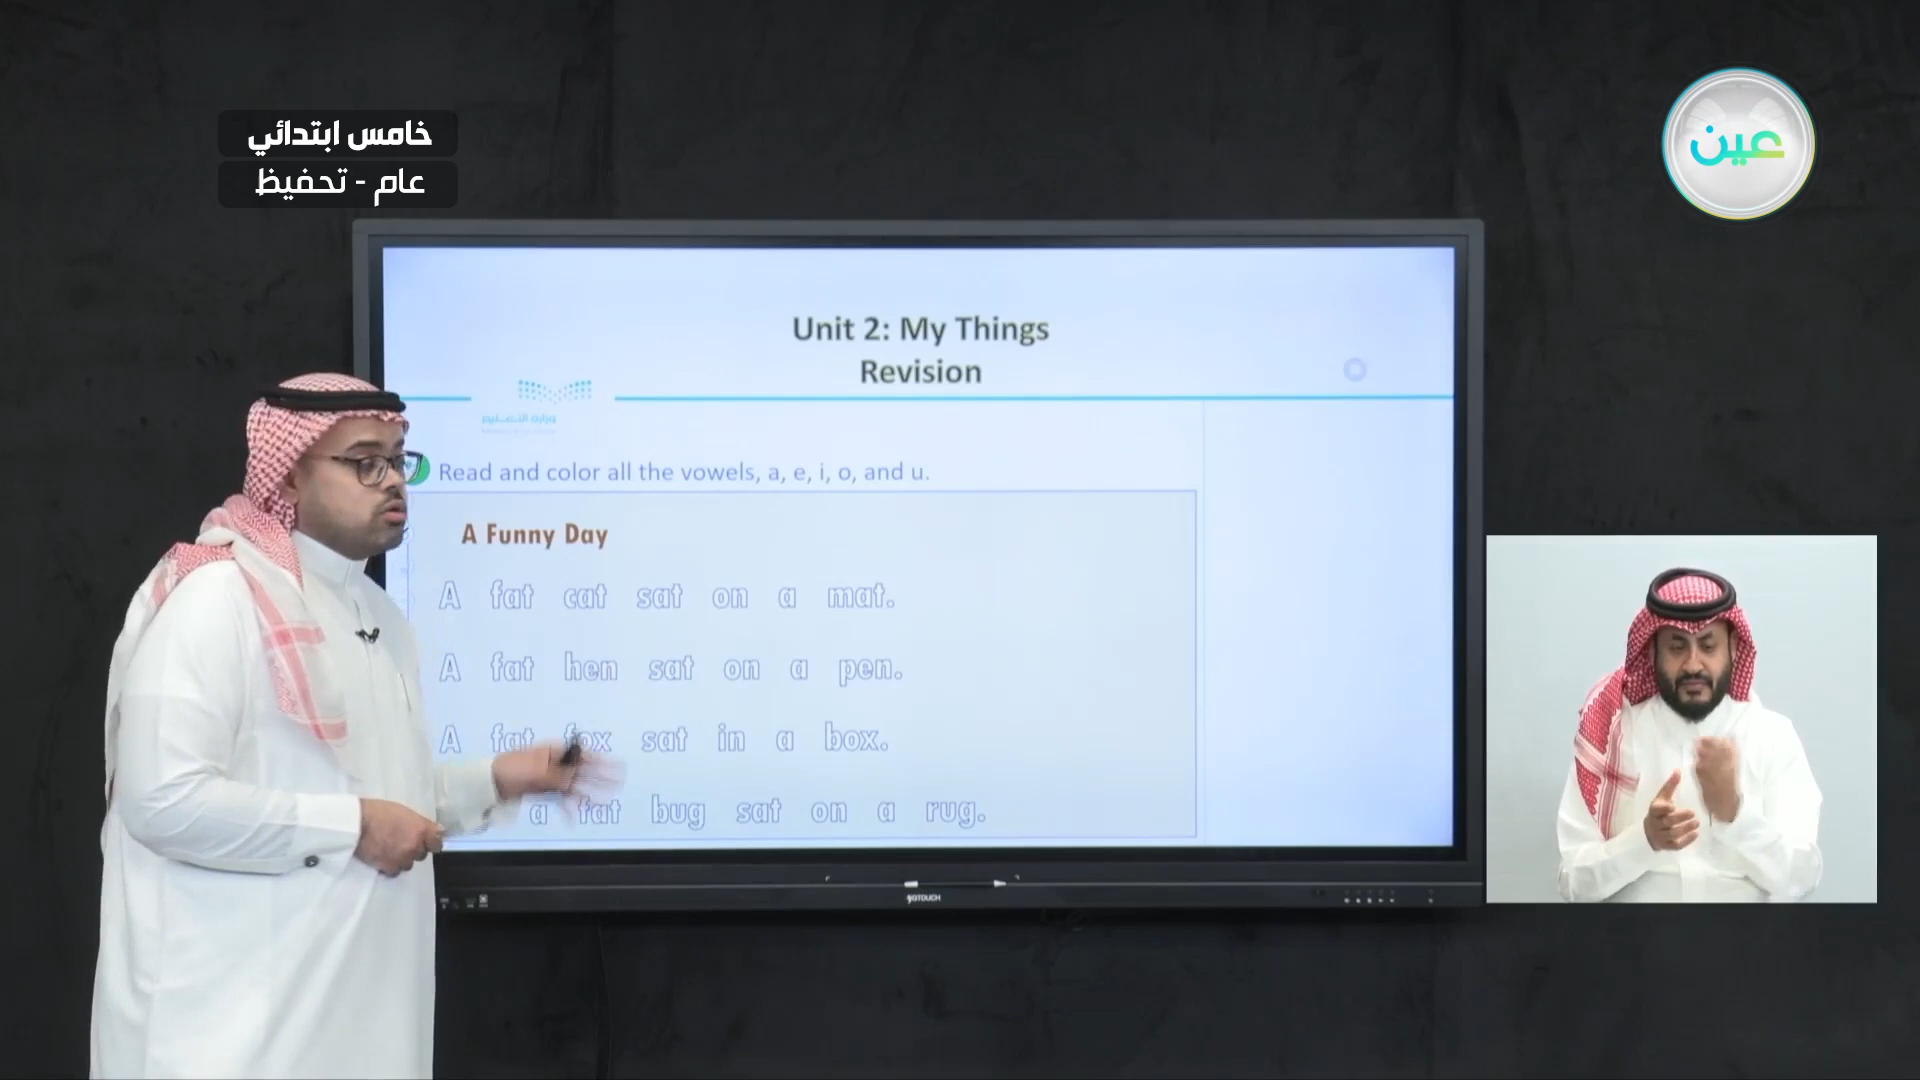 خامس ابتدائي
عام - تحفيظ
عين
Unit 2: My Things
Revision
وزارة التعليم
Read and color all the vowels, a, e, i, o, and u.
A Funny Day
A fat cat sat on a mat.
A fat hen sat on a pen.
A fat fox sat in a box.
a fat bug sat on a rug.